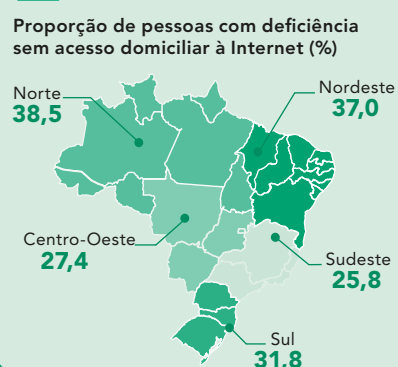 Proporção de pessoas com deficiência
sem acesso domiciliar à Internet (%)
Norte
38,5
Nordeste
37,0
Centro-Oeste
27,4
Sudeste
25,8
Sul
31,8